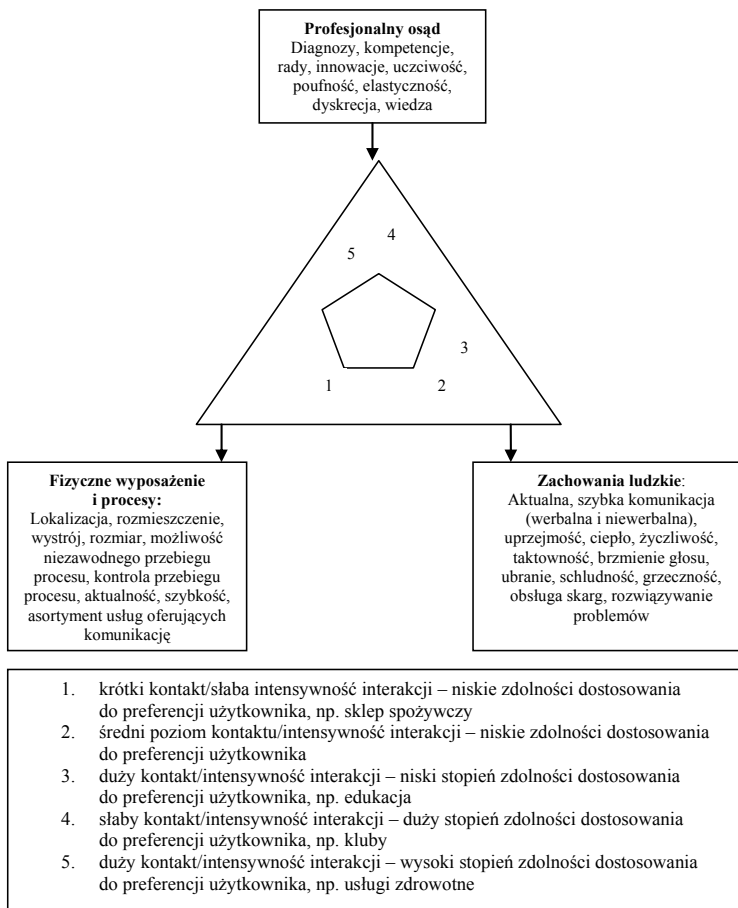 Profesjonalny osąd
Diagnozy, kompetencje,
rady, innowacje, uczciwość,
poufność, elastyczność,
dyskrecja, wiedza
4
5
3
1
2
Fizyczne wyposażenie
i procesy:
Lokalizacja, rozmieszczenie,
wystrój, rozmiar, możliwość
niezawodnego przebiegu
procesu, kontrola przebiegu
procesu, aktualność, szybkość,
asortyment usług oferujących
komunikację
Zachowania ludzkie:
Aktualna, szybka komunikacja
(werbalna i niewerbalna),
uprzejmość, ciepło, życzliwość,
taktowność, brzmienie głosu,
ubranie, schludność, grzeczność,
obsługa skarg, rozwiązywanie
problemów
1. krótki kontakt/słaba intensywność interakcji – niskie zdolności dostosowania
do preferencji użytkownika, np. sklep spożywczy
2. średni poziom kontaktu/intensywność interakcji – niskie zdolności dostosowania
do preferencji użytkownika
3. duży kontakt/intensywność interakcji – niski stopień zdolności dostosowania
do preferencji użytkownika, np. edukacja
4. słaby kontakt/intensywność interakcji – duży stopień zdolności dostosowania
do preferencji użytkownika, np. kluby
5. duży kontakt/intensywność interakcji – wysoki stopień zdolności dostosowania
do preferencji użytkownika, np. usługi zdrowotne